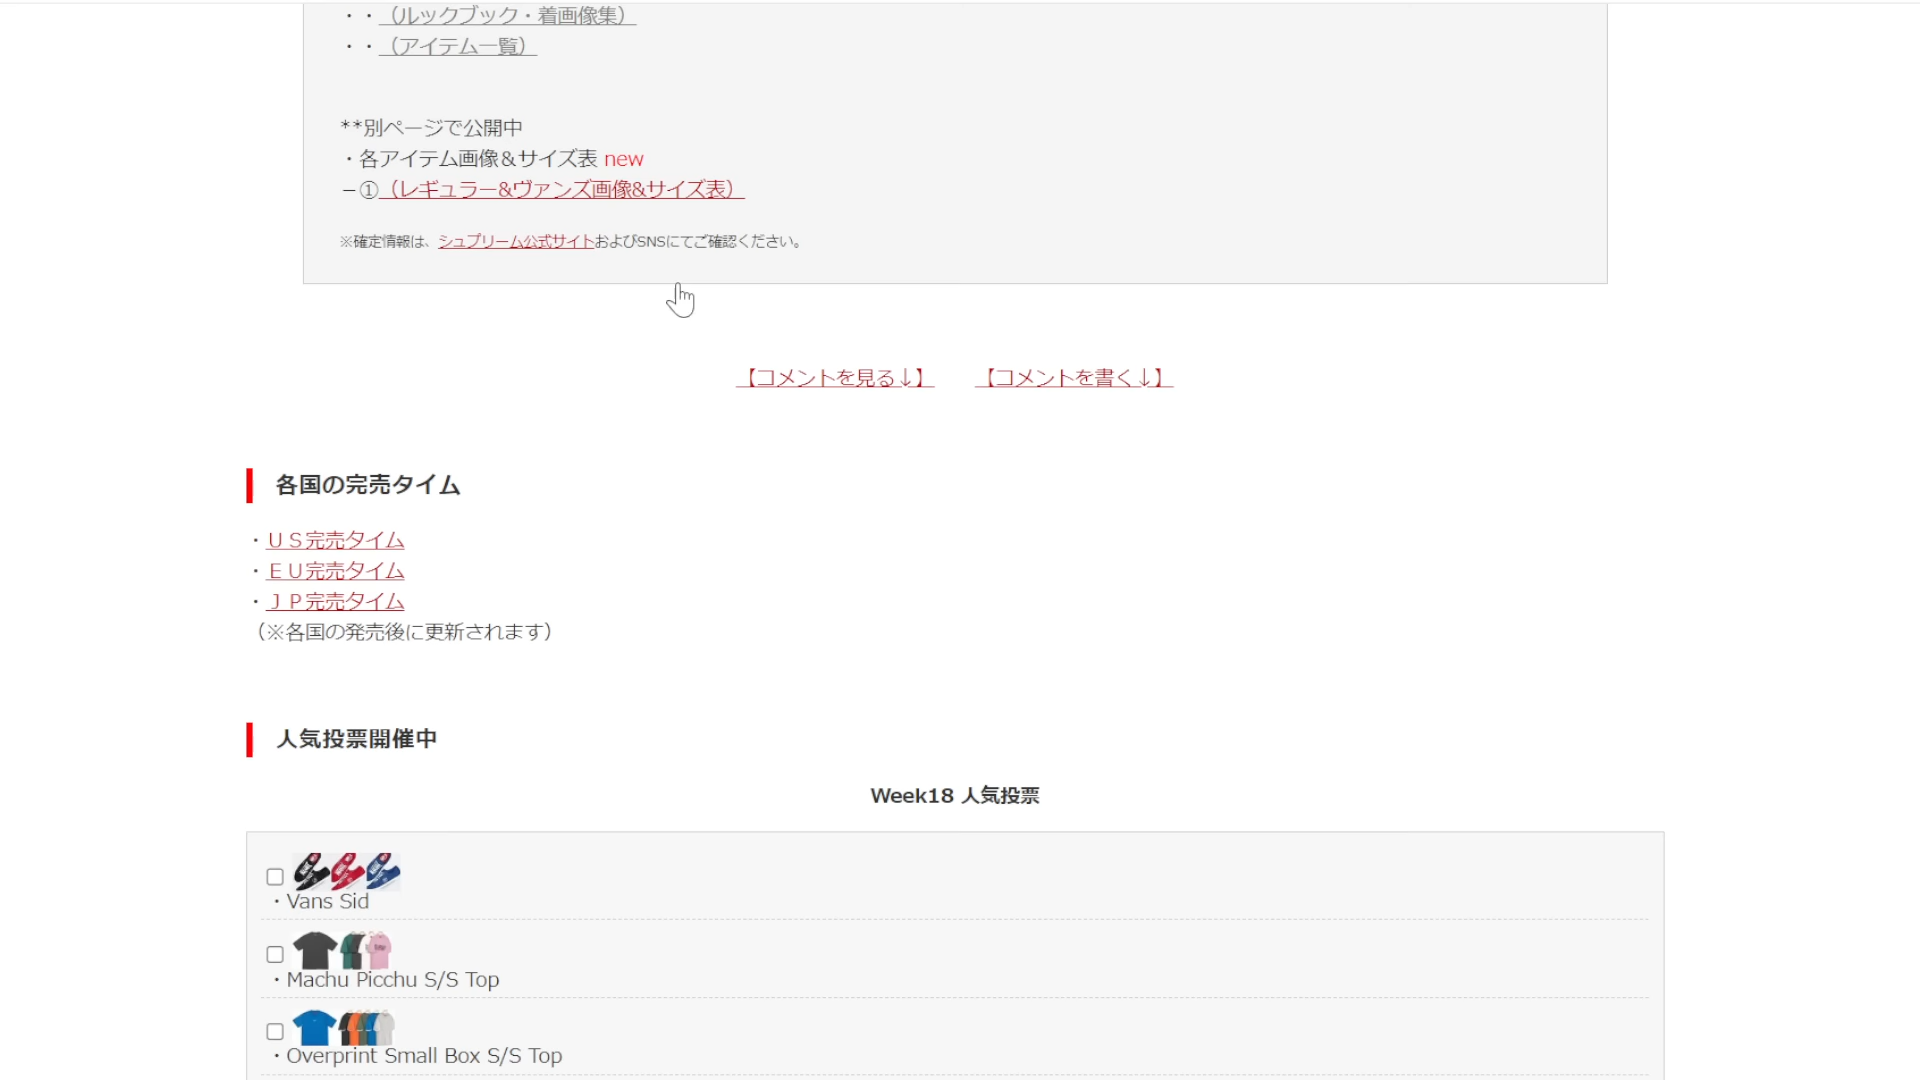 ・・（ルックブック・着画像集）
・・（アイテム一覧）
**別ページで公開中
・各アイテム画像＆サイズ表 new
－①（レギュラー&ヴァンズ画像&サイズ表）
※確定情報は、シュプリーム公式サイトおよびSNSにてご確認ください。
【コメントを見る↓】 【コメントを書く↓】
各国の完売タイム
・ＵＳ完売タイム
・ＥＵ完売タイム
・ＪＰ完売タイム
（※各国の発売後に更新されます）
人気投票開催中
Week18 人気投票
・Vans Sid
・Machu Picchu S/S Top
・Overprint Small Box S/S Top